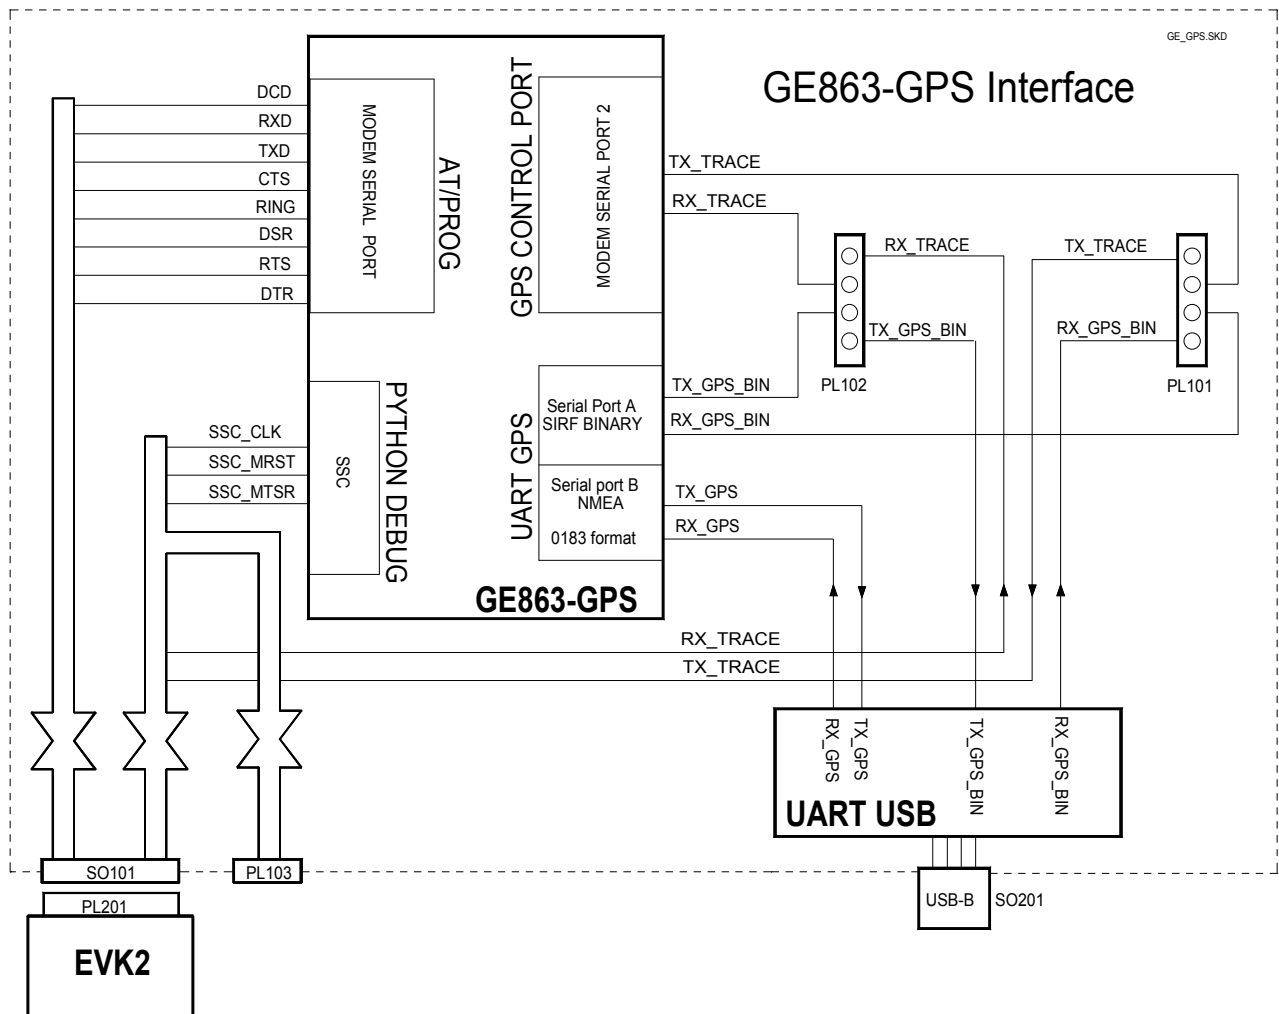 GE_GPS.SKD
GE863-GPS Interface
DCD
RXD
TXD
CTS
RING
DSR
RTS
DTR
MODEM SERIAL PORT
AT/PROG
GPS CONTROL PORT
MODEM SERIAL PORT 2
TX_TRACE
RX_TRACE
RX_TRACE
TX_TRACE
TX_GPS_BIN
RX_GPS_BIN
PL102
PL101
TX_GPS_BIN
RX_GPS_BIN
SSC_CLK
SSC_MRST
SSC_MTSR
SSC
PYTHON DEBUG
UART GPS
Serial Port A
SIRF BINARY
Serial port B
NMEA
0183 format
TX_GPS
RX_GPS
GE863-GPS
RX_TRACE
TX_TRACE
RX_GPS
TX_GPS
TX_GPS_BIN
RX_GPS_BIN
UART USB
SO101
PL103
PL201
USB-B
SO201
EVK2